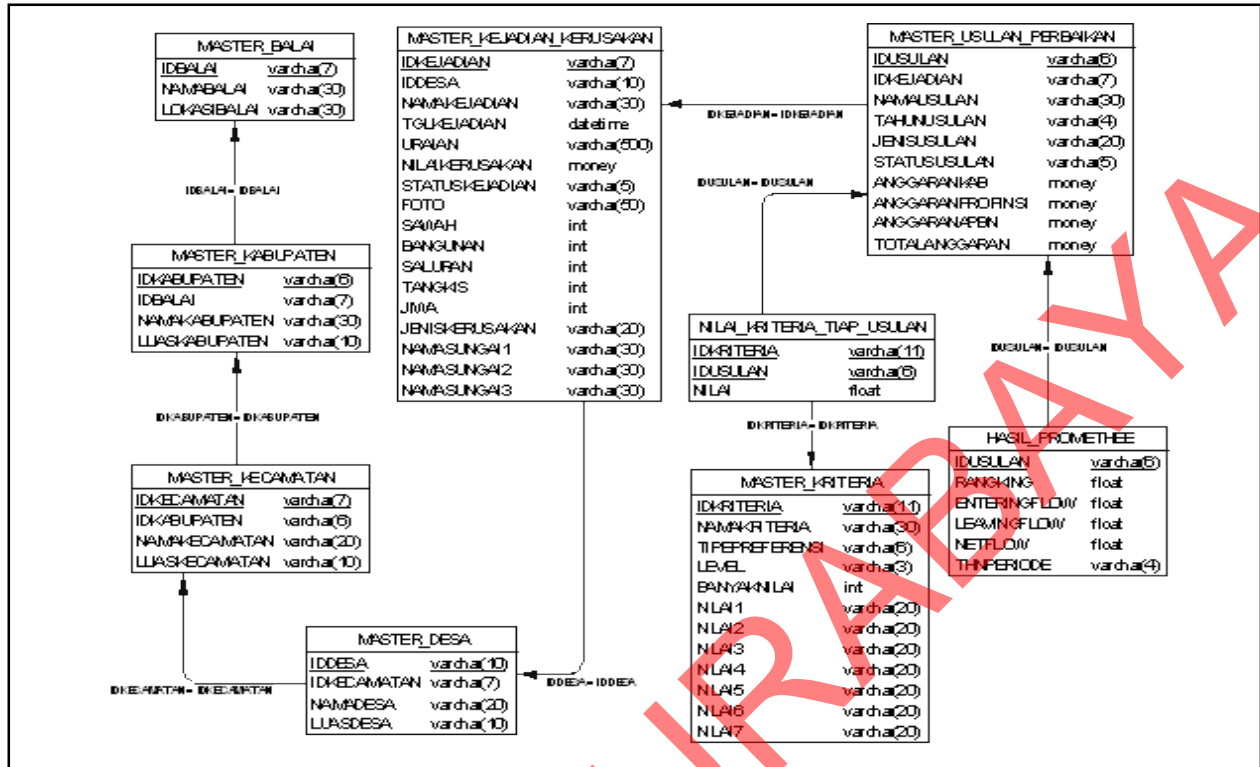 MASTER_BALAI
IDBALAI varchar(7)
NAMABALAI varchar(30)
LOKASIBALAI varchar(30)
IDBALAI = IDBALAI
MASTER_KABUPATEN
IDKABUPATEN varchar(6)
IDBALAI varchar(7)
NAMAKABUPATEN varchar(30)
LUASKABUPATEN varchar(10)
IDKABUPATEN = IDKABUPATEN
MASTER_KECAMATAN
IDKECAMATAN varchar(7)
IDKABUPATEN varchar(6)
NAMAKECAMATAN varchar(20)
LUASKECAMATAN varchar(10)
IDKECAMATAN = IDKECAMATAN
MASTER_DESA
IDDESA varchar(10)
IDKECAMATAN varchar(7)
NAMADESA varchar(20)
LUASDESA varchar(10)
IDDESA = IDDESA
MASTER_KEJADIAN_KERUSAKAN
IDKEJADIAN varchar(7)
IDDESA varchar(10)
NAMAKEJADIAN varchar(30)
TGLKEJADIAN datetime
URAIAN varchar(500)
NILAIKERUSAKAN money
STATUSKEJADIAN varchar(5)
FOTO varchar(50)
SAWAH int
BANGUNAN int
SALURAN int
TANGKIS int
JIWA int
JENISKERUSAKAN varchar(20)
NAMASUNGAI1 varchar(30)
NAMASUNGAI2 varchar(30)
NAMASUNGAI3 varchar(30)
IDKEJADIAN = IDKEJADIAN
MASTER_USULAN_PERBAIKAN
IDUSULAN varchar(6)
IDKEJADIAN varchar(7)
NAMAUSULAN varchar(30)
TAHUNUSULAN varchar(4)
JENISUSULAN varchar(20)
STATUSUSULAN varchar(5)
ANGGARANKAB money
ANGGARANPROPINSI money
ANGGARANAPBN money
TOTALANGGARAN money
IDUSULAN = IDUSULAN
NILAI_KRITERIA_TIAP_USULAN
IDKRITERIA varchar(11)
IDUSULAN varchar(6)
NILAI float
IDKRITERIA = IDKRITERIA
MASTER_KRITERIA
IDKRITERIA varchar(11)
NAMAKRITERIA varchar(30)
TIPEPREFERENSI varchar(6)
LEVEL varchar(3)
BANYAKNILAI int
NILAI1 varchar(20)
NILAI2 varchar(20)
NILAI3 varchar(20)
NILAI4 varchar(20)
NILAI5 varchar(20)
NILAI6 varchar(20)
NILAI7 varchar(20)
IDUSULAN = IDUSULAN
HASIL_PROMETHEE
IDUSULAN varchar(6)
RANGKING float
ENTERINGFLOW float
LEAVINGFLOW float
NETFLOW float
THNPERIODE varchar(4)
IRABAYA